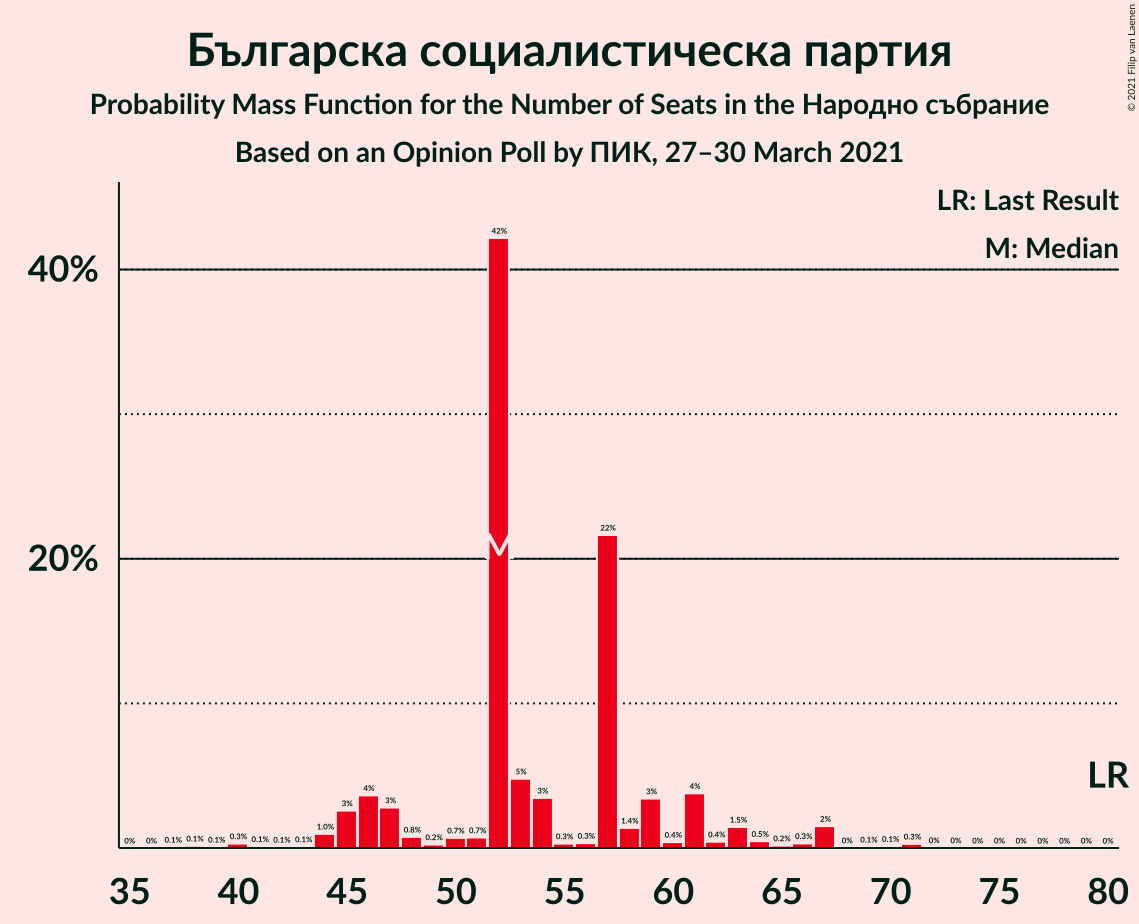 Българска социалистическа партия
Probability Mass Function for the Number of Seats in the Народно събрание
Based on an Opinion Poll by ПИК, 27–30 March 2021
© 2021 Filip van Laenen
LR: Last Result
M: Median
40%
20%
0% 0% 0.1% 0.1% 0.1% 0.3% 0.1% 0.1% 0.1% 1.0% 3% 4% 3% 0.8% 0.2% 0.7% 0.7% 42% 5% 3% 0.3% 0.3% 22% 1.4% 3% 0.4% 4% 0.4% 1.5% 0.5% 0.2% 0.3% 2% 0% 0.1% 0.1% 0.3% 0% 0% 0% 0% 0% 0% 0% 0% 0%
M
LR
35 40 45 50 55 60 65 70 75 80